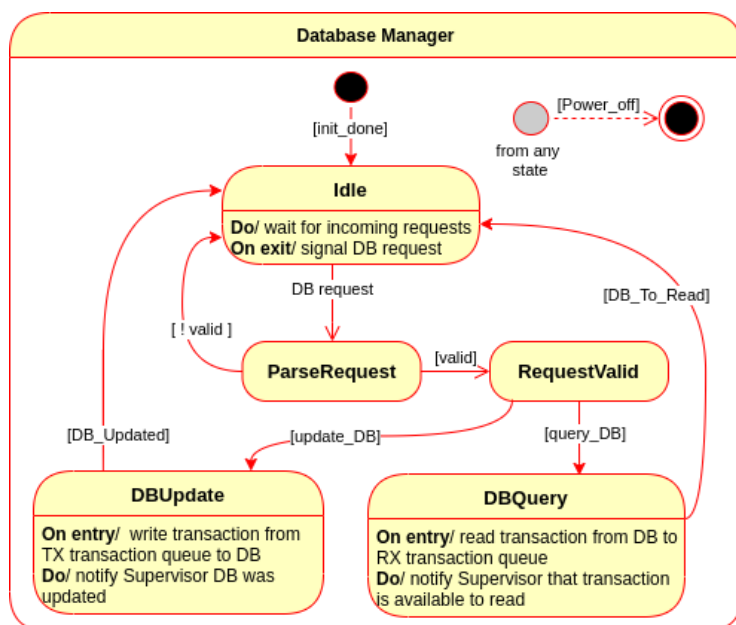 Database Manager
[init_done]
[Power_off]
from any
state
Idle
Do/ wait for incoming requests
On exit/ signal DB request
DB request
[DB_To_Read]
[ ! valid ]
ParseRequest
[valid]
RequestValid
[DB_Updated]
[update_DB]
[query_DB]
DBUpdate
On entry/ write transaction from
TX transaction queue to DB
Do/ notify Supervisor DB was
updated
DBQuery
On entry/ read transaction from DB to
RX transaction queue
Do/ notify Supervisor that transaction
is available to read